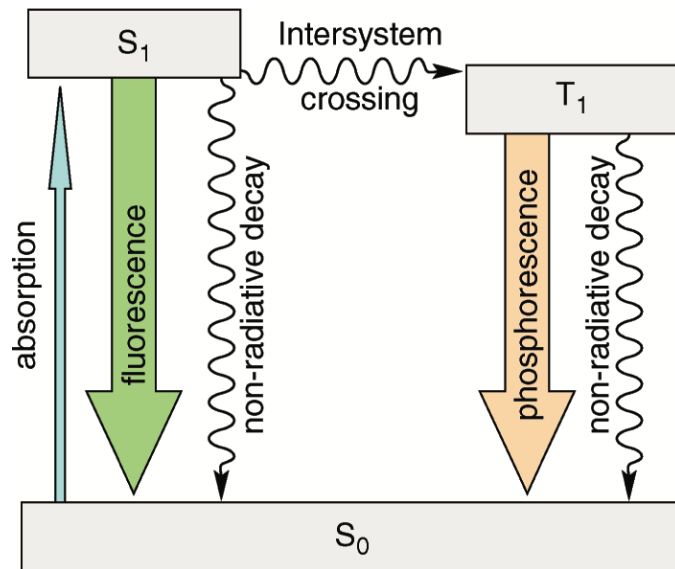 S₁
Intersystem
crossing
T₁
absorption
fluorescence
non-radiative decay
phosphorescence
non-radiative decay
S₀